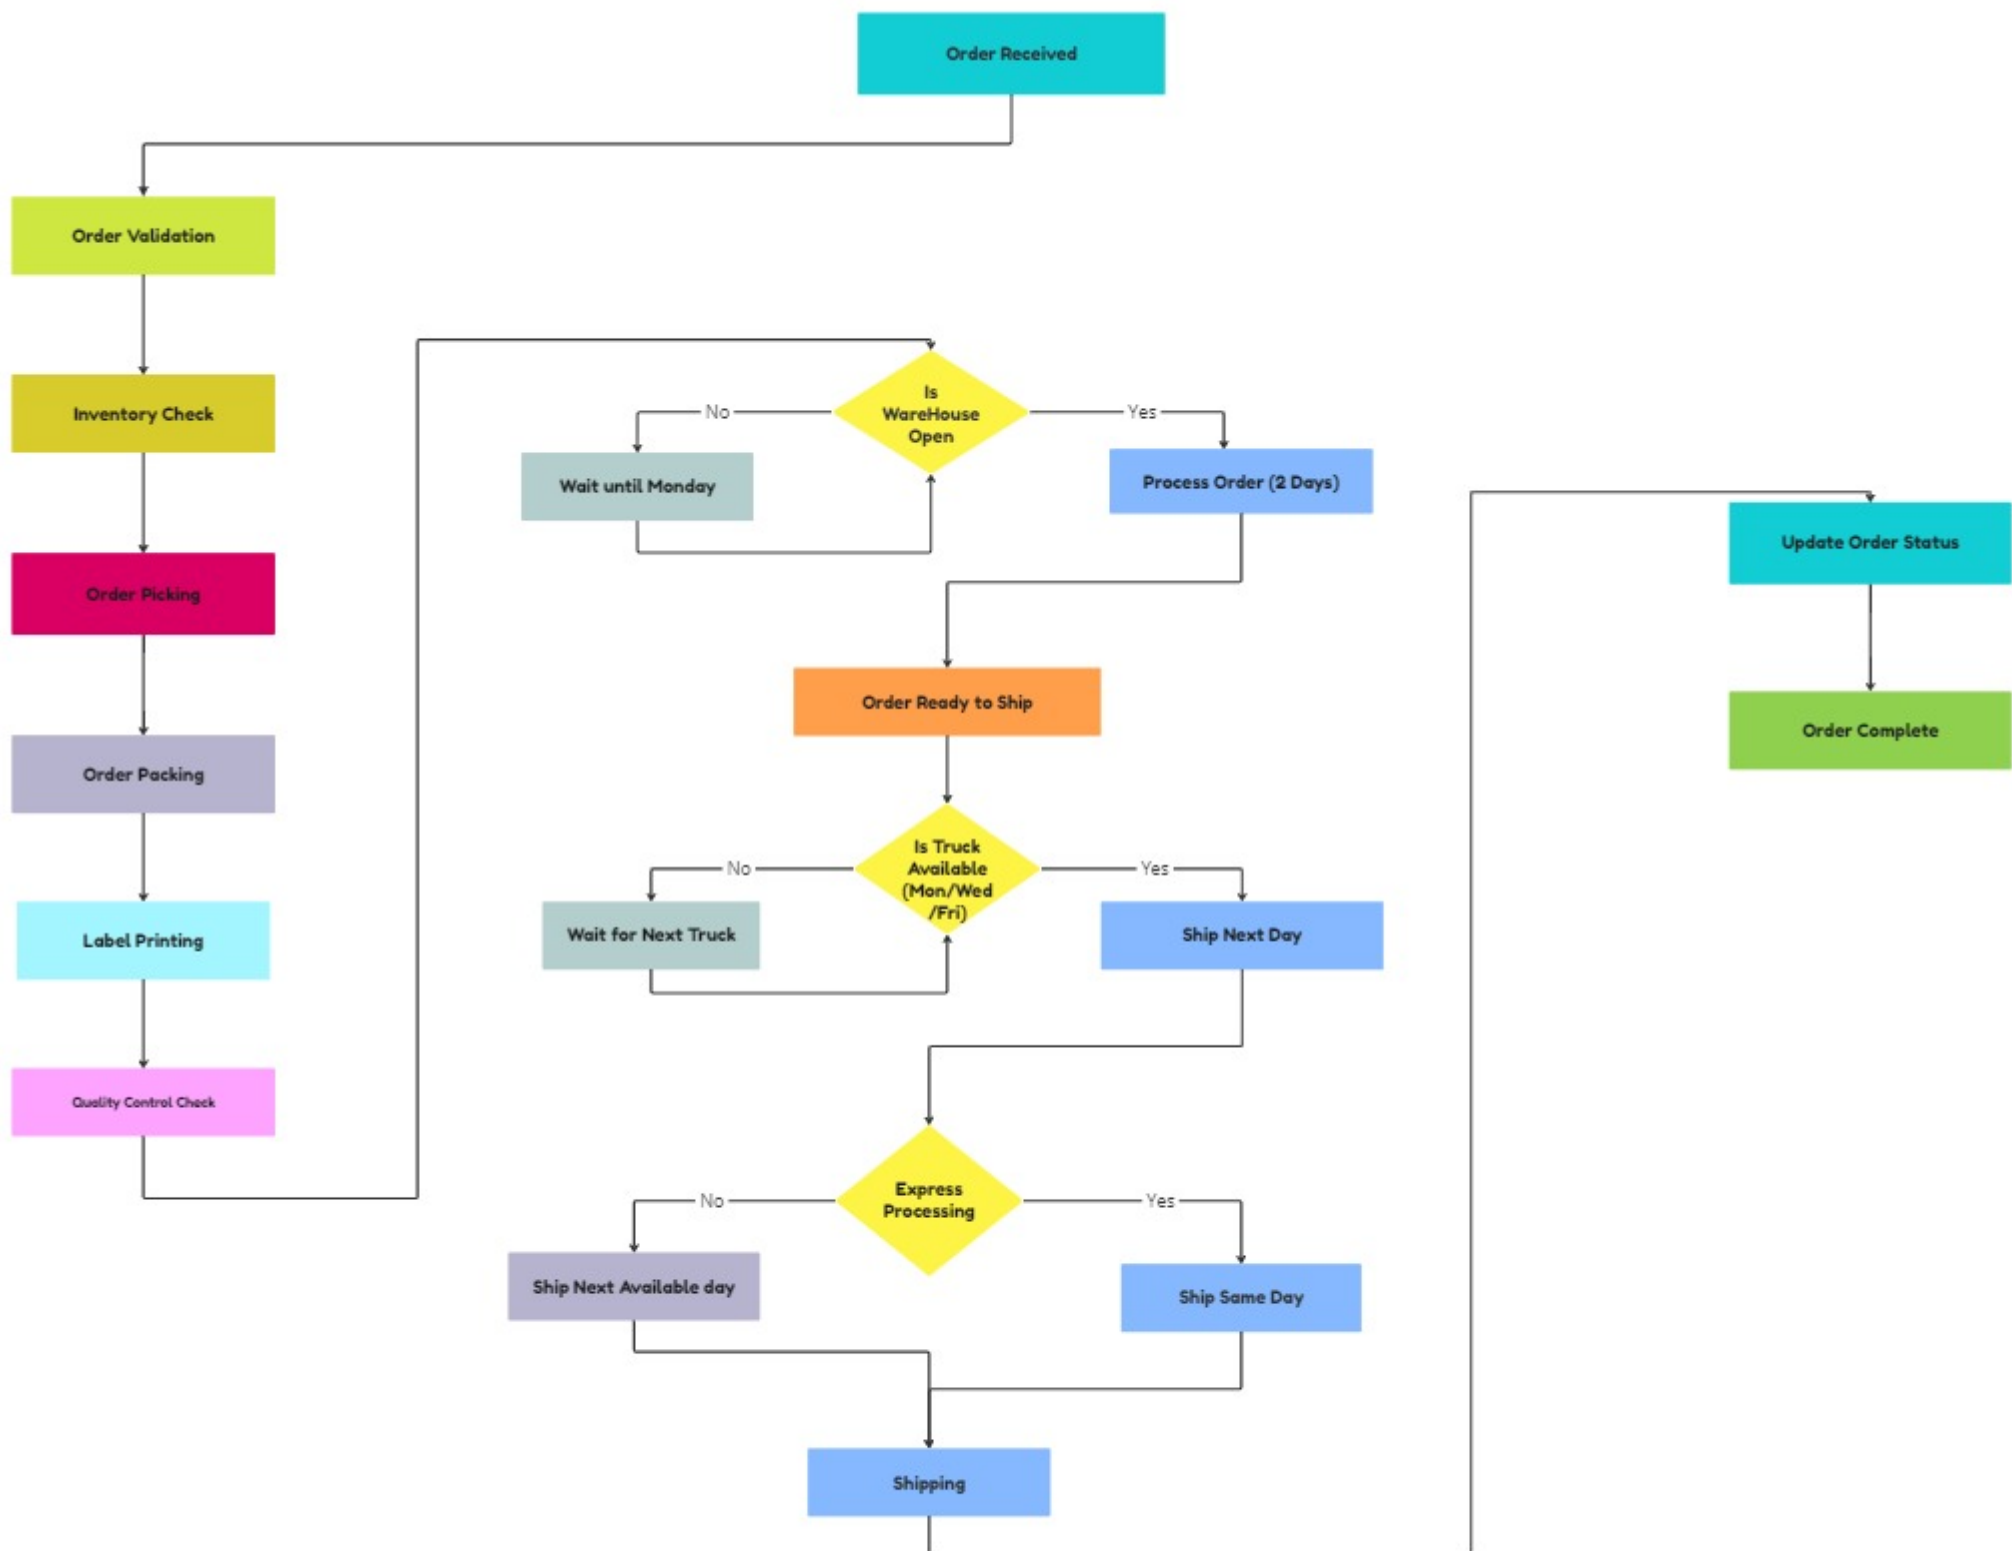 Order Received
Order Validation
Inventory Check
Order Picking
Order Packing
Label Printing
Quality Control Check
Is
WareHouse
Open
No
Yes
Wait until Monday
Process Order (2 Days)
Order Ready to Ship
Is Truck
Available
(Mon/Wed
/Fri)
No
Yes
Wait for Next Truck
Ship Next Day
Express
Processing
No
Yes
Ship Next Available day
Ship Same Day
Shipping
Update Order Status
Order Complete